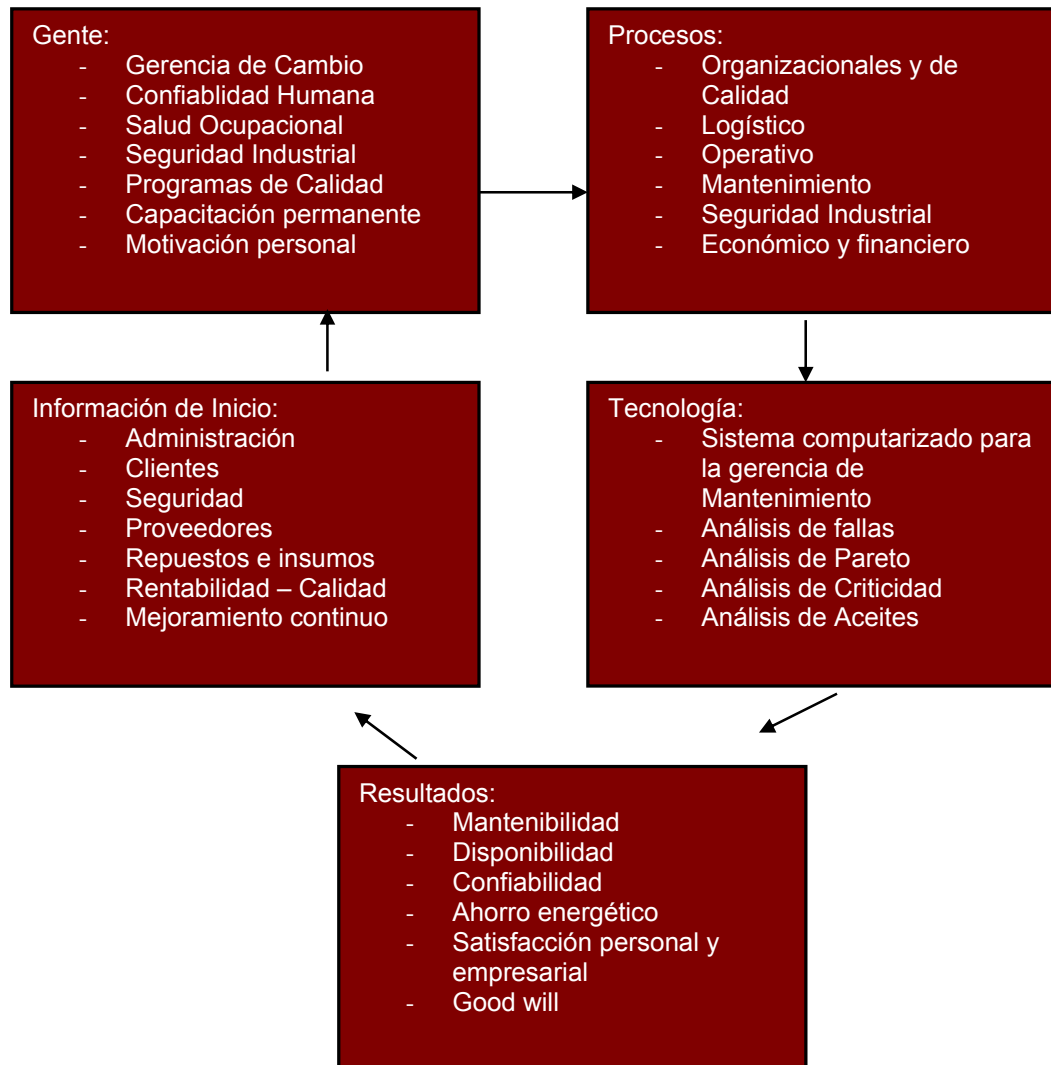 Gente:
- Gerencia de Cambio
- Confiablidad Humana
- Salud Ocupacional
- Seguridad Industrial
- Programas de Calidad
- Capacitación permanente
- Motivación personal
Procesos:
- Organizacionales y de
Calidad
- Logístico
- Operativo
- Mantenimiento
- Seguridad Industrial
- Económico y financiero
Información de Inicio:
- Administración
- Clientes
- Seguridad
- Proveedores
- Repuestos e insumos
- Rentabilidad – Calidad
- Mejoramiento continuo
Tecnología:
- Sistema computarizado para
la gerencia de
Mantenimiento
- Análisis de fallas
- Análisis de Pareto
- Análisis de Criticidad
- Análisis de Aceites
Resultados:
- Mantenibilidad
- Disponibilidad
- Confiabilidad
- Ahorro energético
- Satisfacción personal y
empresarial
- Good will